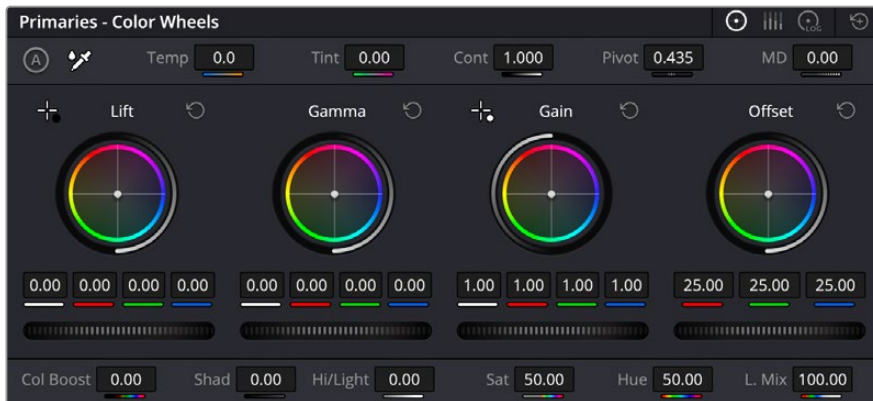 Primaries - Color Wheels
LOG
A Temp 0.0 Tint 0.00 Cont 1.000 Pivot 0.435 MD 0.00
Lift Gamma Gain Offset
0.00 0.00 0.00 0.00 0.00 0.00 0.00 0.00 1.00 1.00 1.00 1.00 25.00 25.00 25.00
Col Boost 0.00 Shad 0.00 Hi/Light 0.00 Sat 50.00 Hue 50.00 L. Mix 100.00